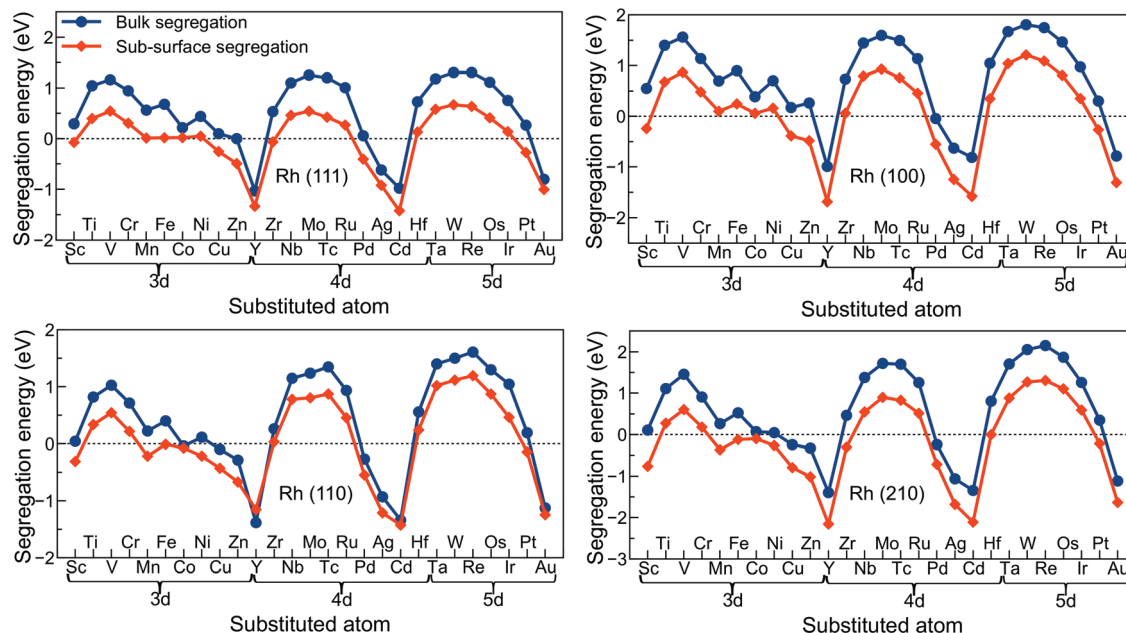 Bulk segregation
Sub-surface segregation
Segregation energy (eV)
2
1
0
−1
−2
Rh (111)
Ti Cr Fe Ni Zn Zr Mo Ru Ag Hf W Os Pt
Sc V Mn Co Cu Y Nb Tc Pd Cd Ta Re Ir Au
3d 4d 5d
Substituted atom
Segregation energy (eV)
2
1
0
−1
−2
Rh (100)
Ti Cr Fe Ni Zn Zr Mo Ru Ag Hf W Os Pt
Sc V Mn Co Cu Y Nb Tc Pd Cd Ta Re Ir Au
3d 4d 5d
Substituted atom
Segregation energy (eV)
2
1
0
−1
−2
Rh (110)
Ti Cr Fe Ni Zn Zr Mo Ru Ag Hf W Os Pt
Sc V Mn Co Cu Y Nb Tc Pd Cd Ta Re Ir Au
3d 4d 5d
Substituted atom
Segregation energy (eV)
2
1
0
−1
−2
−3
Rh (210)
Ti Cr Fe Ni Zn Zr Mo Ru Ag Hf W Os Pt
Sc V Mn Co Cu Y Nb Tc Pd Cd Ta Re Ir Au
3d 4d 5d
Substituted atom